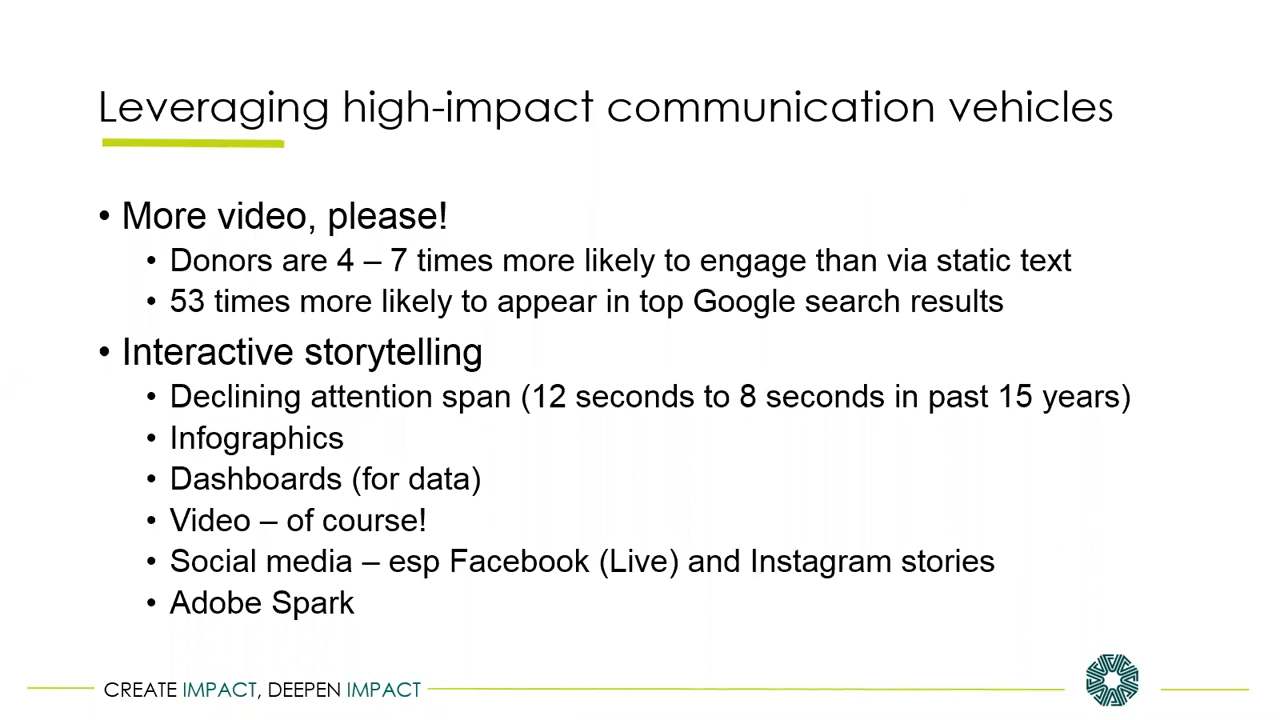 Leveraging high-impact communication vehicles
• More video, please!
• Donors are 4 – 7 times more likely to engage than via static text
• 53 times more likely to appear in top Google search results
• Interactive storytelling
• Declining attention span (12 seconds to 8 seconds in past 15 years)
• Infographics
• Dashboards (for data)
• Video – of course!
• Social media – esp Facebook (Live) and Instagram stories
• Adobe Spark
CREATE IMPACT, DEEPEN IMPACT